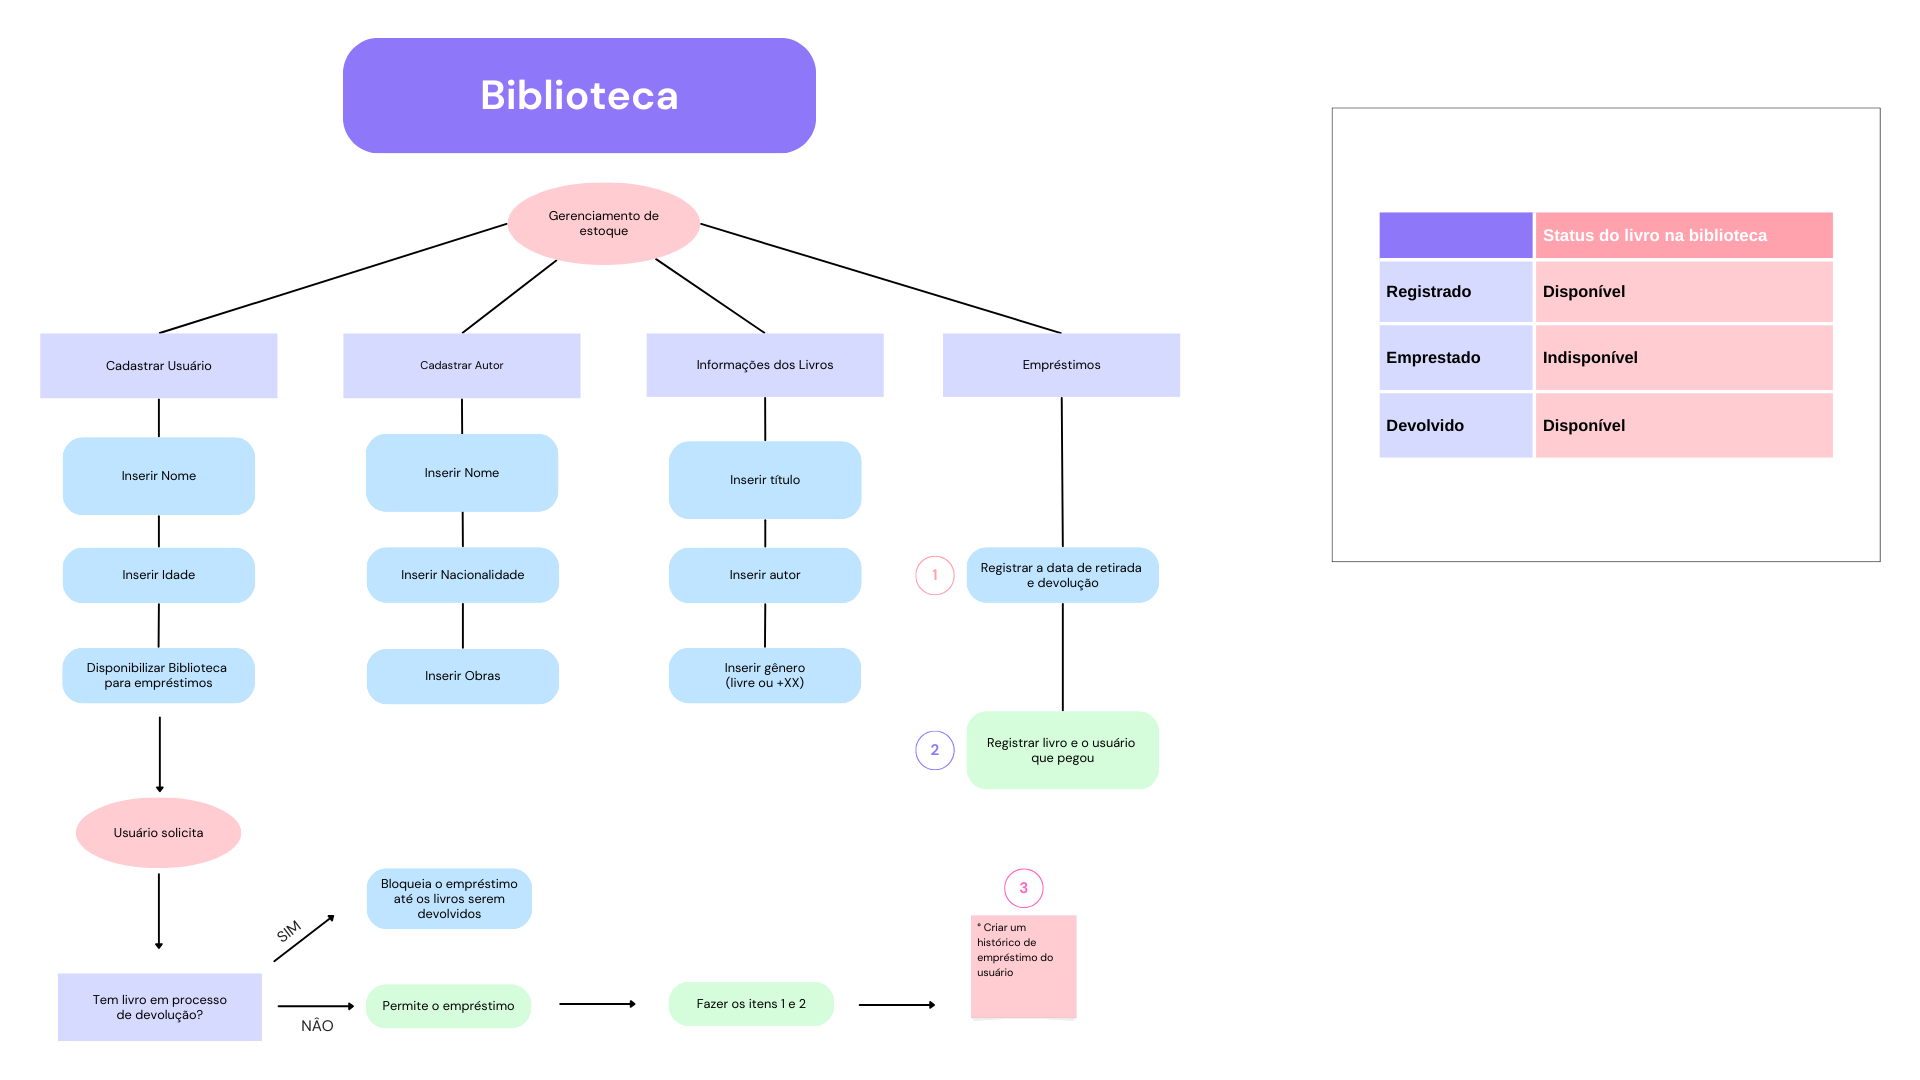 Biblioteca
Gerenciamento de
estoque
Cadastrar Usuário
Cadastrar Autor
Informações dos Livros
Empréstimos
Inserir Nome
Inserir Nome
Inserir título
Inserir Idade
Inserir Nacionalidade
Inserir autor
1
Registrar a data de retirada
e devolução
Disponibilizar Biblioteca
para empréstimos
Inserir Obras
Inserir gênero
(livre ou +XX)
2
Registrar livro e o usuário
que pegou
Usuário solicita
Tem livro em processo
de devolução?
SIM
Bloqueia o empréstimo
até os livros serem
devolvidos
NÂO
Permite o empréstimo
Fazer os itens 1 e 2
3
* Criar um
histórico de
empréstimo do
usuário
Status do livro na biblioteca
Registrado Disponível
Emprestado Indisponível
Devolvido Disponível